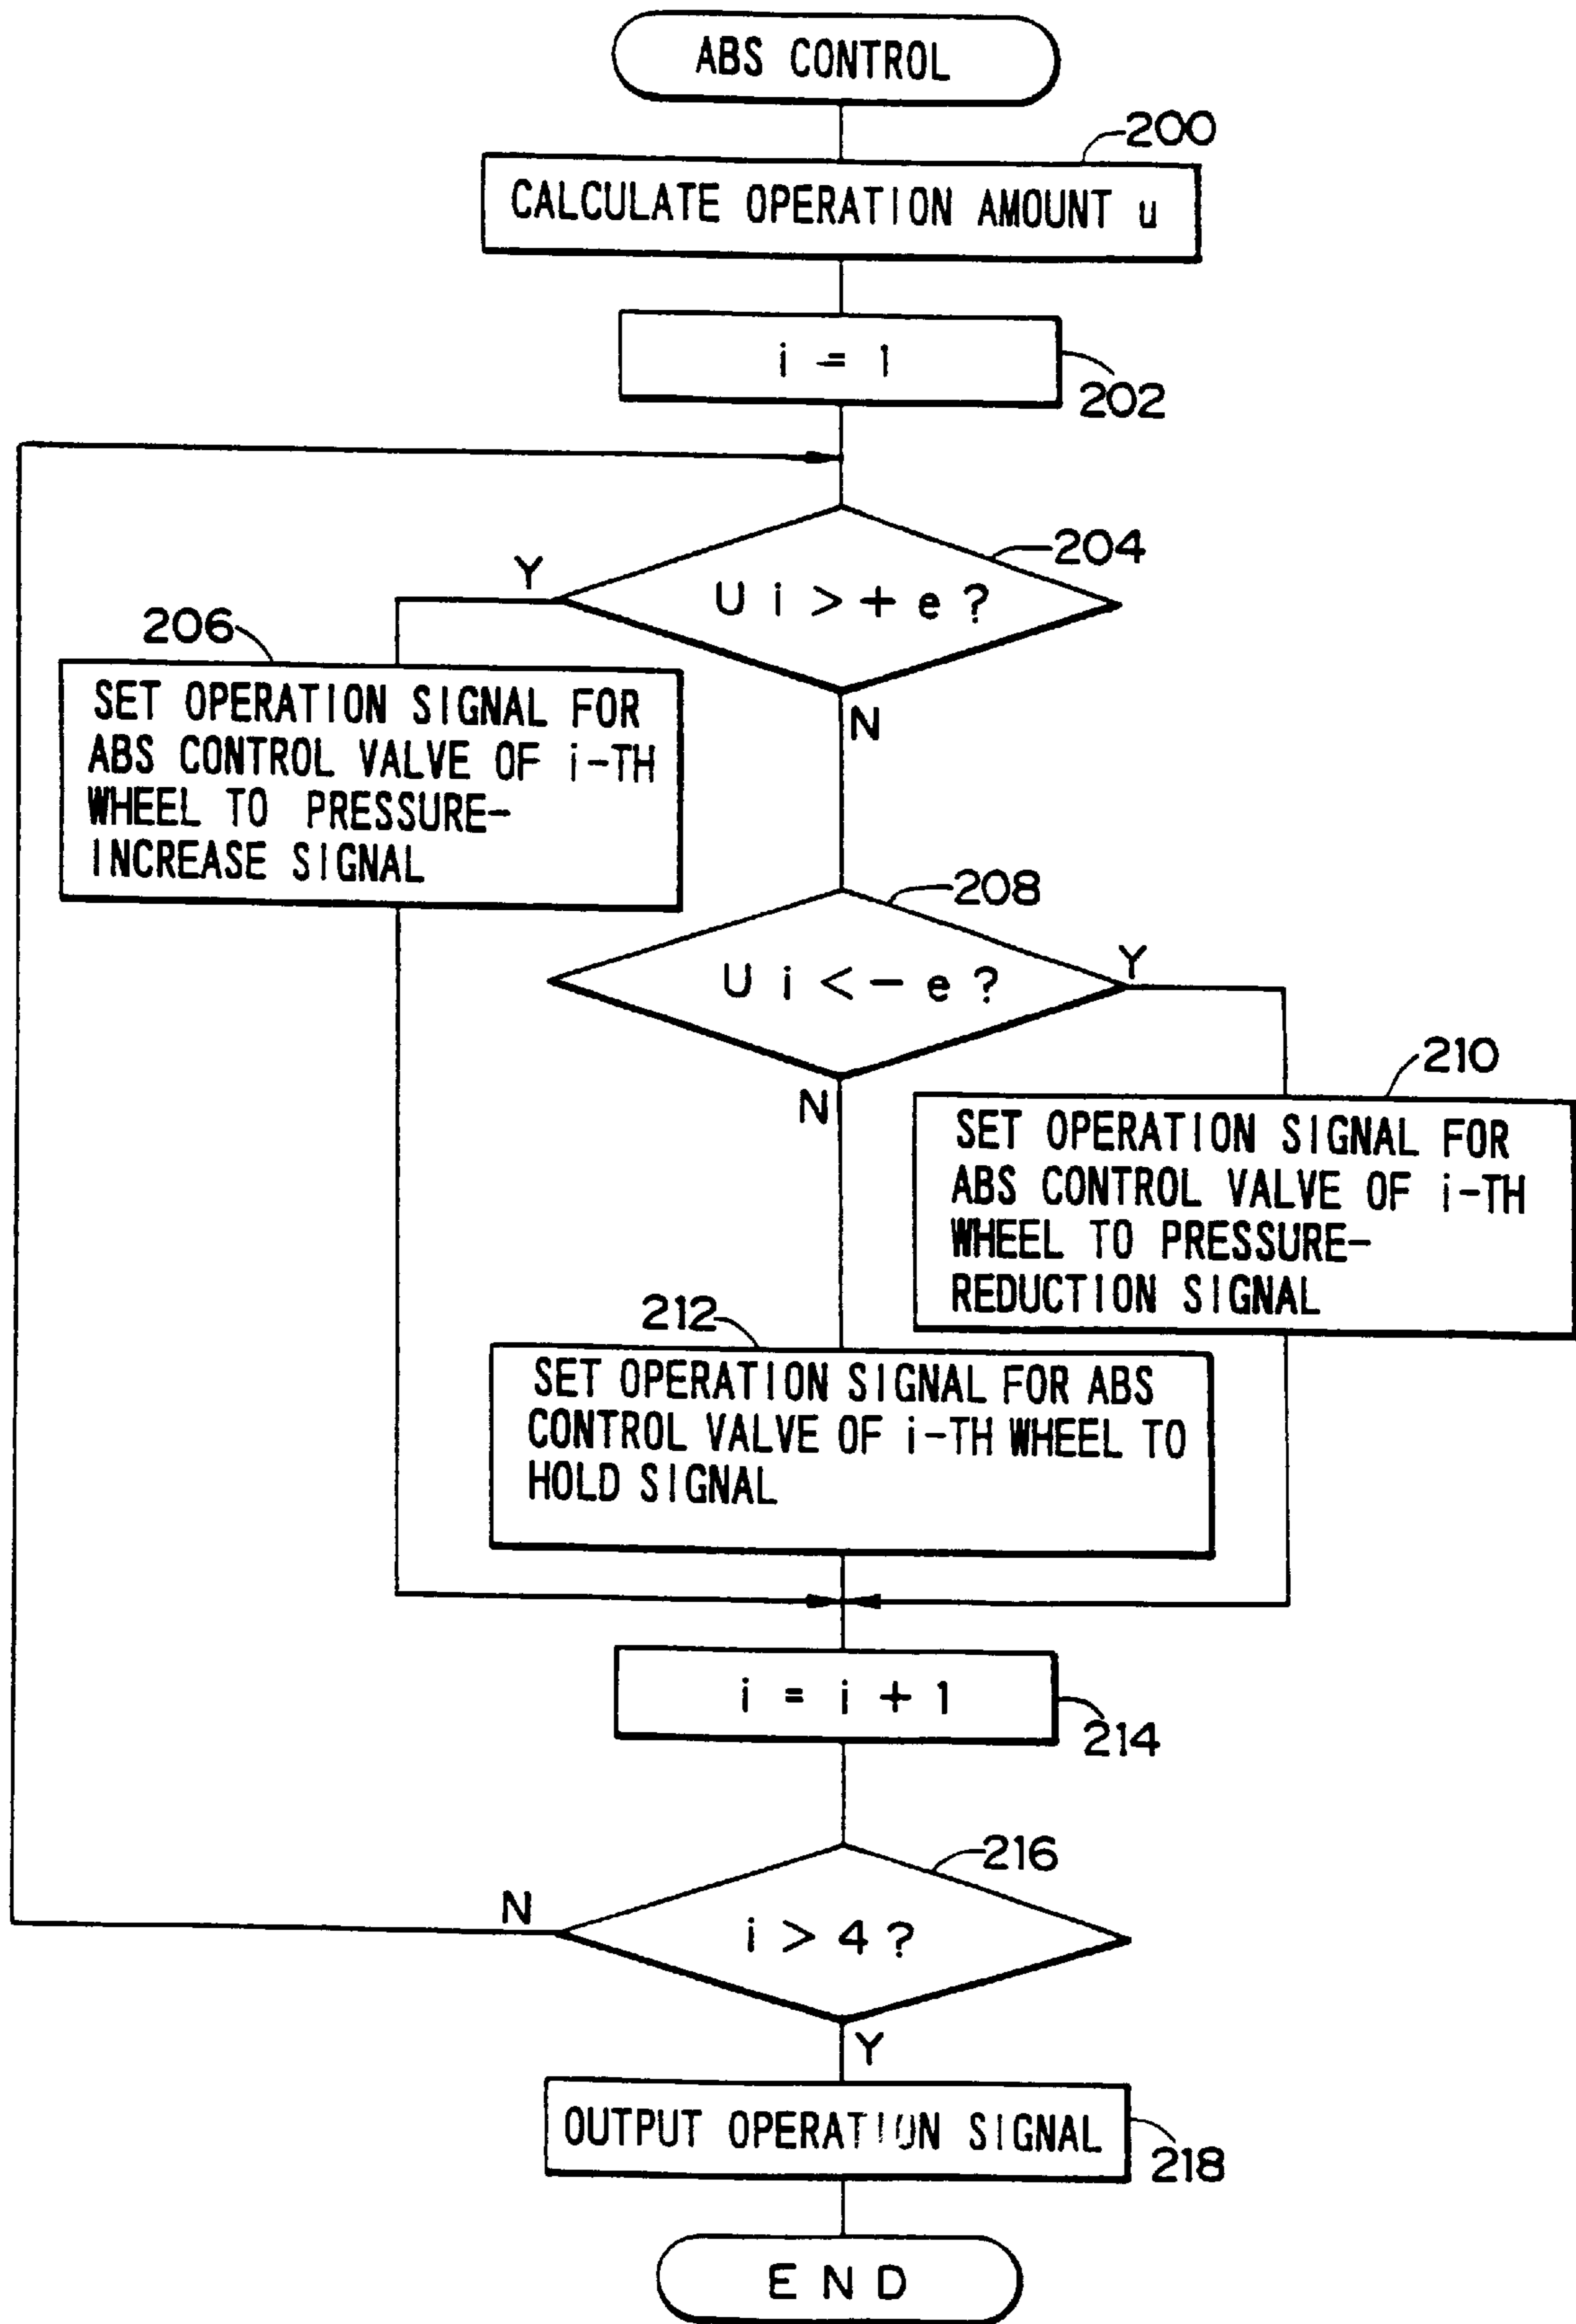 ABS CONTROL
200
CALCULATE OPERATION AMOUNT u
i = 1
202
204
Y
U i > + e ?
206
SET OPERATION SIGNAL FOR
ABS CONTROL VALVE OF i-TH
WHEEL TO PRESSURE-
INCREASE SIGNAL
N
208
Y
U i < - e ?
210
N
SET OPERATION SIGNAL FOR
ABS CONTROL VALVE OF i-TH
WHEEL TO PRESSURE-
REDUCTION SIGNAL
212
SET OPERATION SIGNAL FOR ABS
CONTROL VALVE OF i-TH WHEEL TO
HOLD SIGNAL
i = i + 1
214
216
N
i > 4 ?
Y
OUTPUT OPERATION SIGNAL
218
END